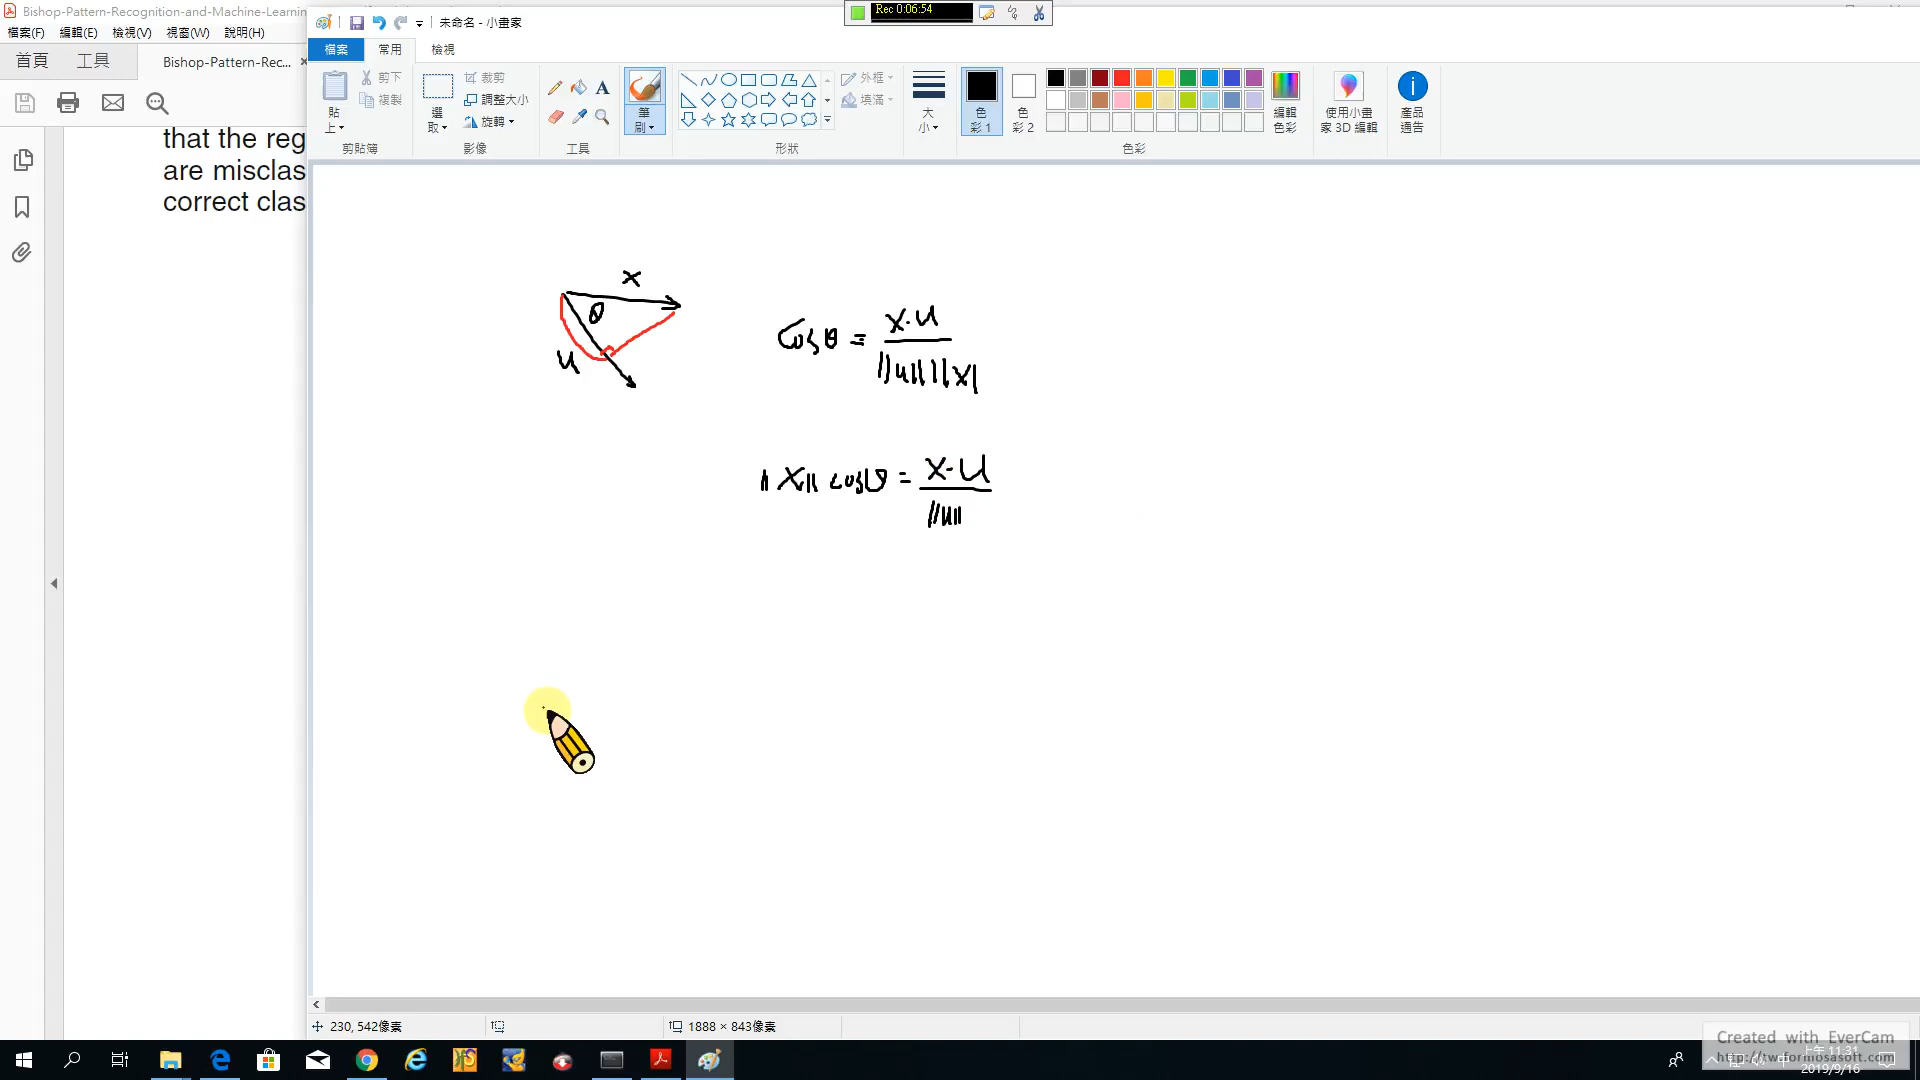 Bishop-Pattern-Recognition-and-Machine-Learning
未命名 - 小畫家
Rec 0:06:54
檔案(F) 編輯(E) 檢視(V) 視窗(W) 說明(H)
檔案 常用 檢視
首頁 工具 Bishop-Pattern-Rec... ×
貼上 剪下 複製
選取 裁剪 調整大小 旋轉
A
筆刷
外框 填滿
大小
色彩 1 色彩 2
編輯色彩
使用小畫家 3D 編輯
產品通告
剪貼簿 影像 工具 形狀 色彩
that the reg
are misclas
correct clas
x
θ
u
cosθ = x·u / ||u|| ||x|
||x|| cosθ = x·u / ||u||
230, 542像素
1888 × 843像素
Created with EverCam
http://tw.formosasoft.com
上午 11:31
2019/9/16